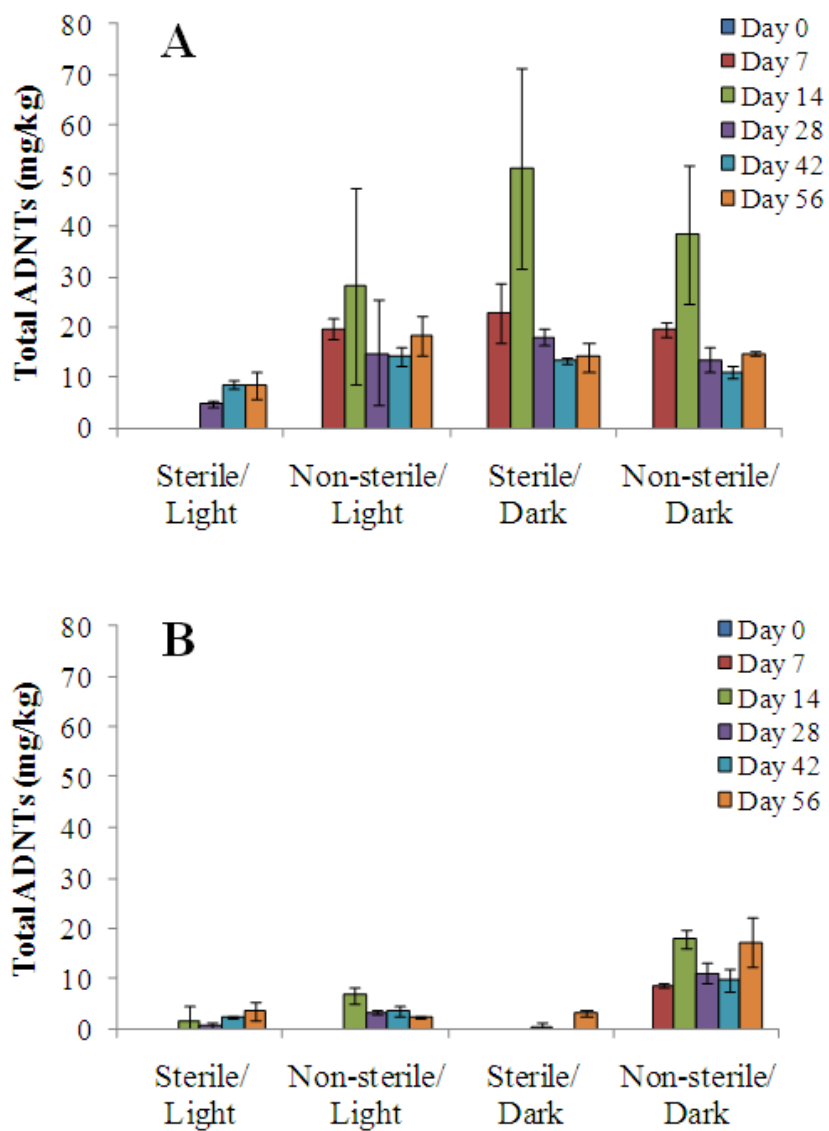 A
Total ADNTs (mg/kg)
80
70
60
50
40
30
20
10
0
Day 0
Day 7
Day 14
Day 28
Day 42
Day 56
Sterile/
Light
Non-sterile/
Light
Sterile/
Dark
Non-sterile/
Dark
B
Total ADNTs (mg/kg)
80
70
60
50
40
30
20
10
0
Day 0
Day 7
Day 14
Day 28
Day 42
Day 56
Sterile/
Light
Non-sterile/
Light
Sterile/
Dark
Non-sterile/
Dark